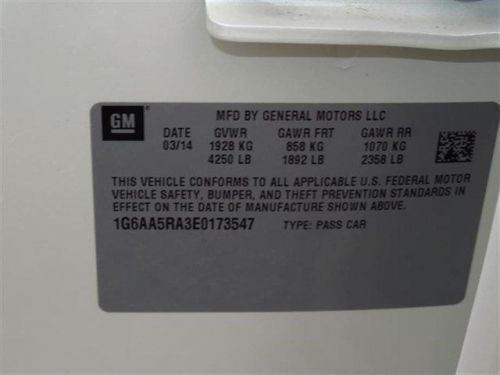 GM
MFD BY GENERAL MOTORS LLC
DATE GVWR GAWR FRT GAWR RR
03/14 1928 KG 858 KG 1070 KG
4250 LB 1892 LB 2358 LB
THIS VEHICLE CONFORMS TO ALL APPLICABLE U.S. FEDERAL MOTOR
VEHICLE SAFETY, BUMPER, AND THEFT PREVENTION STANDARDS IN
EFFECT ON THE DATE OF MANUFACTURE SHOWN ABOVE.
1G6AA5RA3E0173547 TYPE: PASS CAR